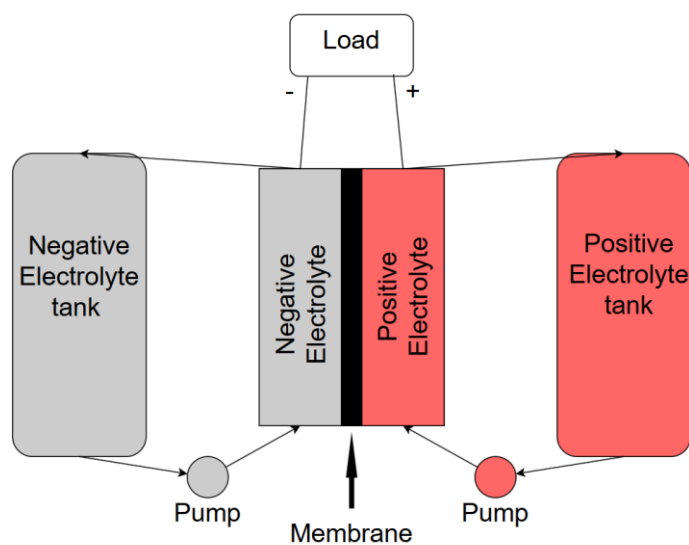 Load
-
+
Negative
Electrolyte
tank
Negative
Electrolyte
Positive
Electrolyte
Positive
Electrolyte
tank
Pump
Pump
Membrane